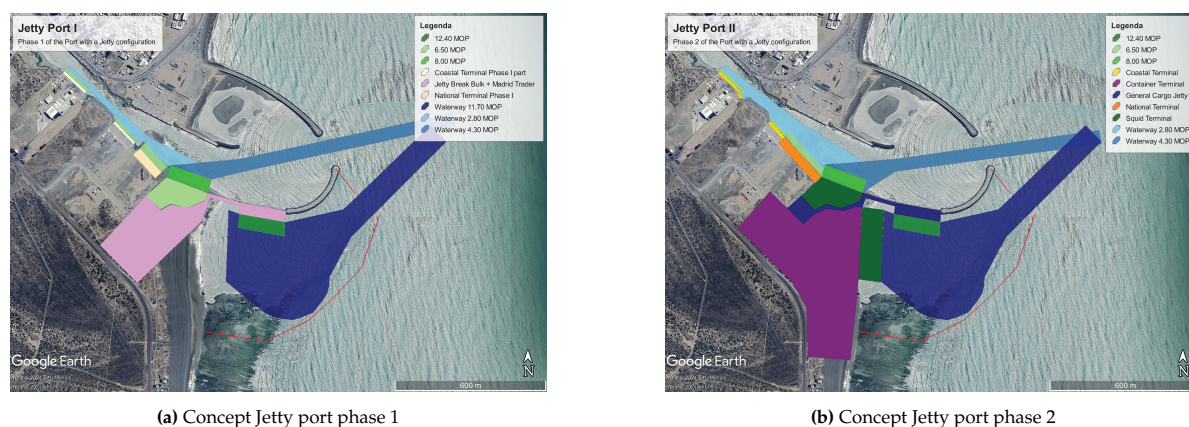 Jetty Port I
Phase 1 of the Port with a Jetty configuration.
Legenda
12.40 MOP
6.50 MOP
8.00 MOP
Coastal Terminal Phase I part
Jetty Break Bulk + Madrid Trader
National Terminal Phase I
Waterway 11.70 MOP
Waterway 2.80 MOP
Waterway 4.30 MOP
Google Earth
600 m
N
(a) Concept Jetty port phase 1
Jetty Port II
Phase 2 of the Port with a Jetty configuration.
Legenda
12.40 MOP
6.50 MOP
8.00 MOP
Coastal Terminal
Container Terminal
General Cargo Jetty
National Terminal
Squid Terminal
Waterway 2.80 MOP
Waterway 4.30 MOP
Google Earth
600 m
N
(b) Concept Jetty port phase 2